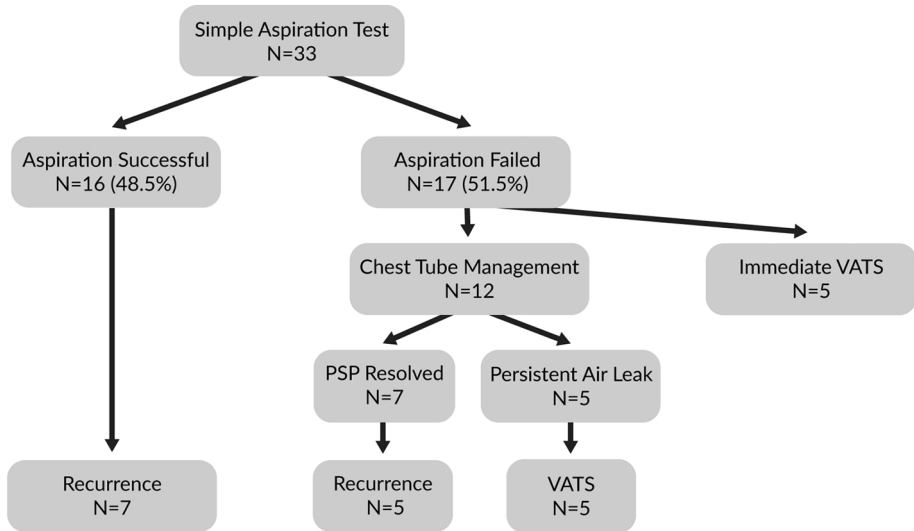 Simple Aspiration Test
N=33
Aspiration Successful
N=16 (48.5%)
Aspiration Failed
N=17 (51.5%)
Chest Tube Management
N=12
Immediate VATS
N=5
PSP Resolved
N=7
Persistent Air Leak
N=5
Recurrence
N=7
Recurrence
N=5
VATS
N=5